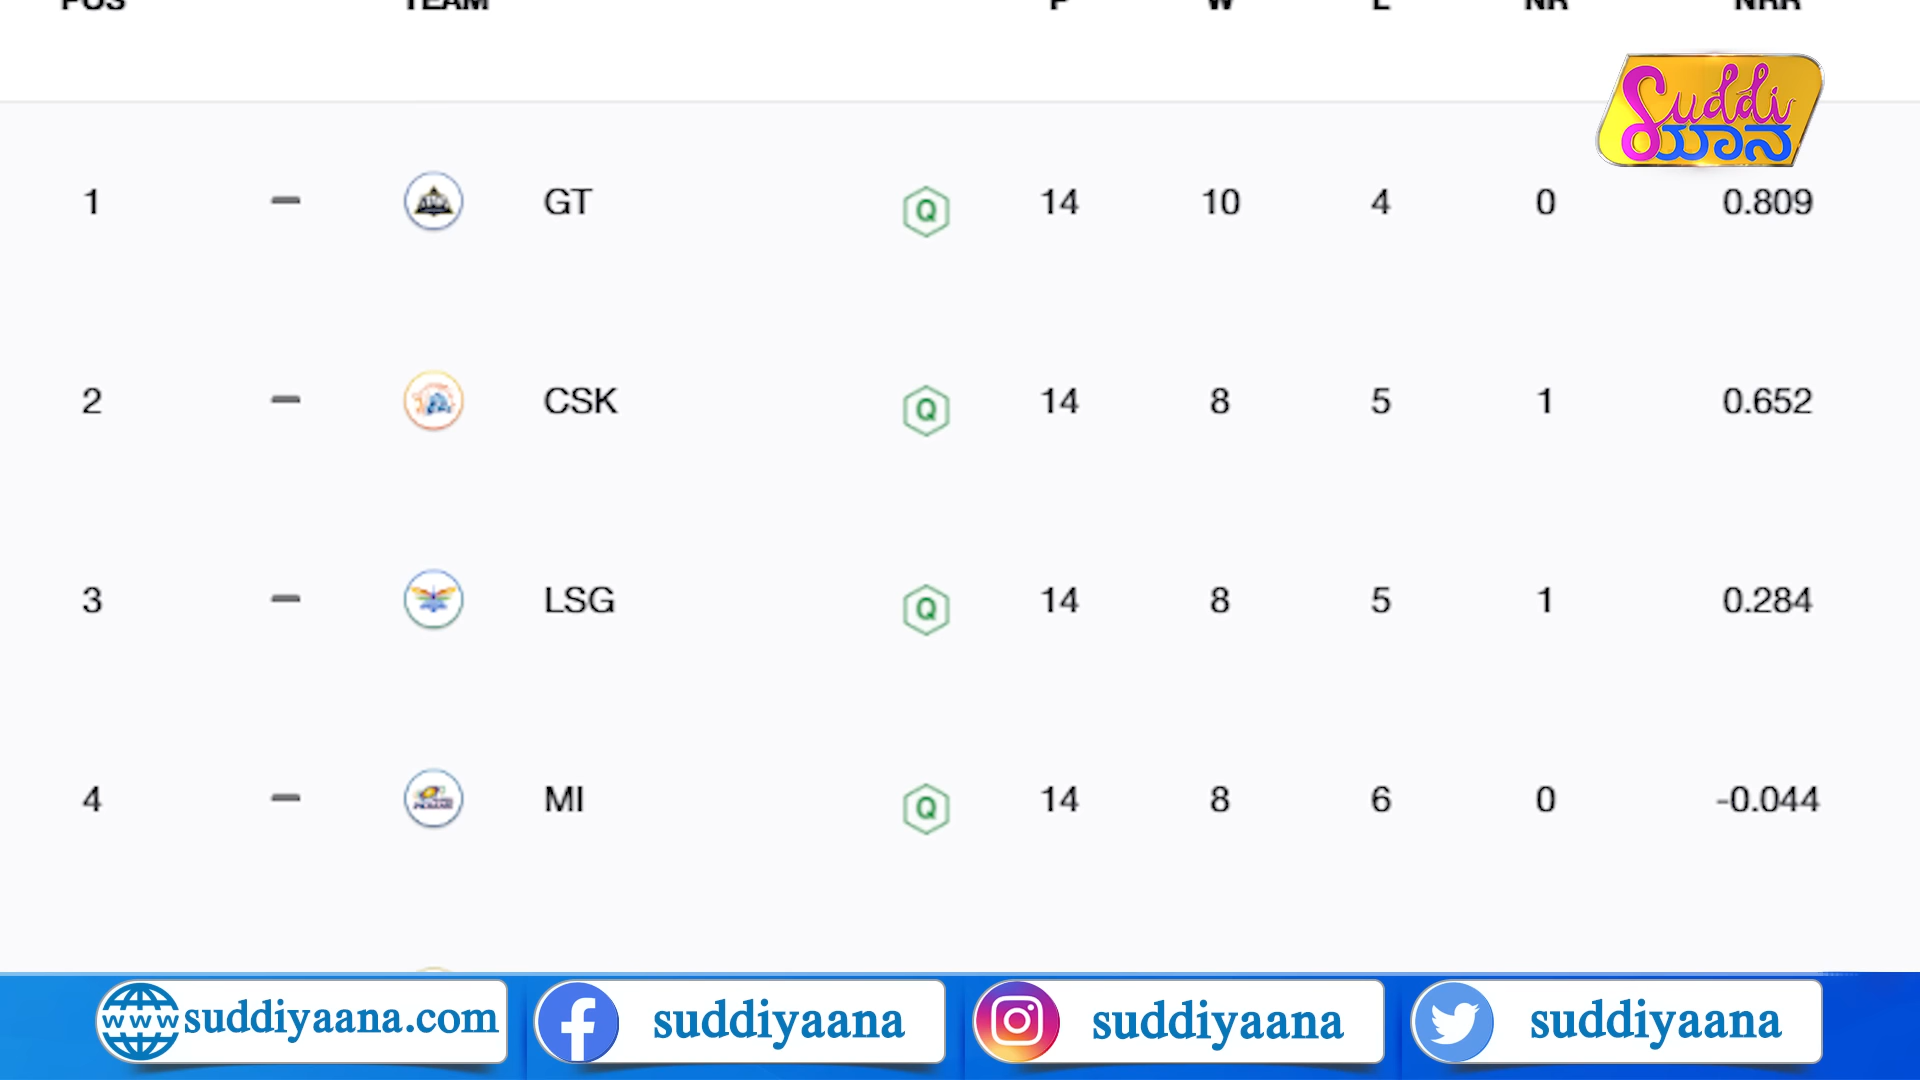 POS TEAM P W L NR NRR
Suddi
ಯಾನ
1 GT Q 14 10 4 0 0.809
2 CSK Q 14 8 5 1 0.652
3 LSG Q 14 8 5 1 0.284
4 MI Q 14 8 6 0 -0.044
www suddiyaana.com suddiyaana suddiyaana suddiyaana